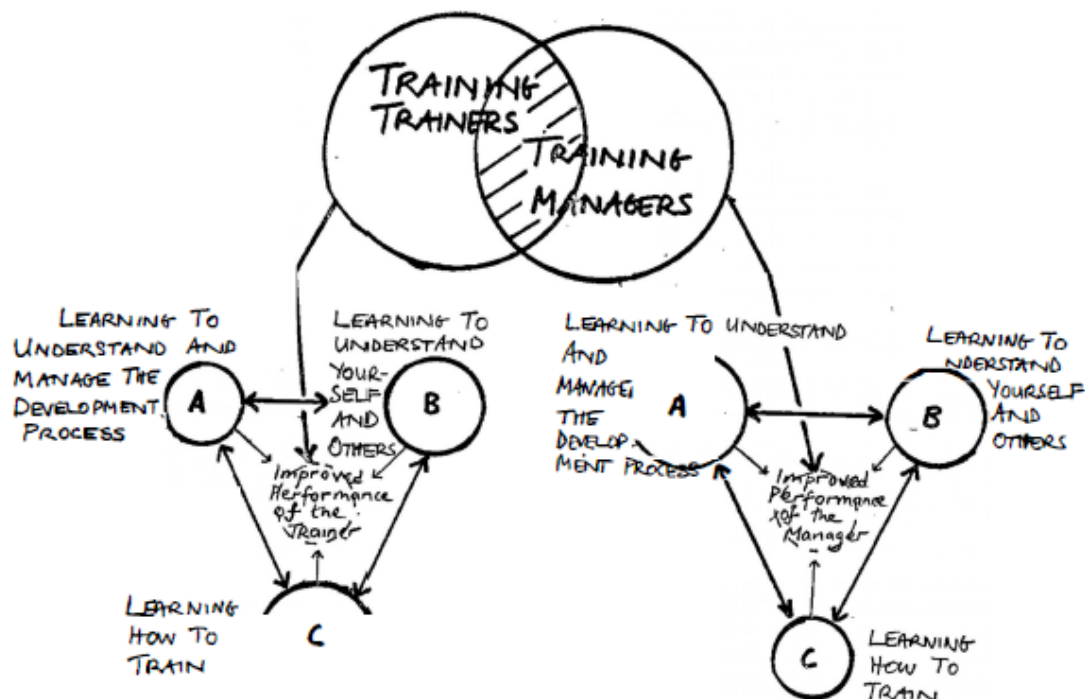 TRAINING
TRAINERS
TRAINING
MANAGERS
LEARNING TO
UNDERSTAND AND
MANAGE THE
DEVELOPMENT
PROCESS
A
LEARNING TO
UNDERSTAND
YOUR-
SELF
AND
OTHERS
B
Improved
Performance
of the
Trainer
LEARNING
HOW TO
TRAIN
C
LEARNING TO UNDERSTAND
AND
MANAGE
THE
DEVELOP-
MENT PROCESS
A
LEARNING TO
NDERSTAND
YOURSELF
AND
OTHERS
B
Improved
Performance
of the
Manager
C
LEARNING
HOW TO
TRAIN